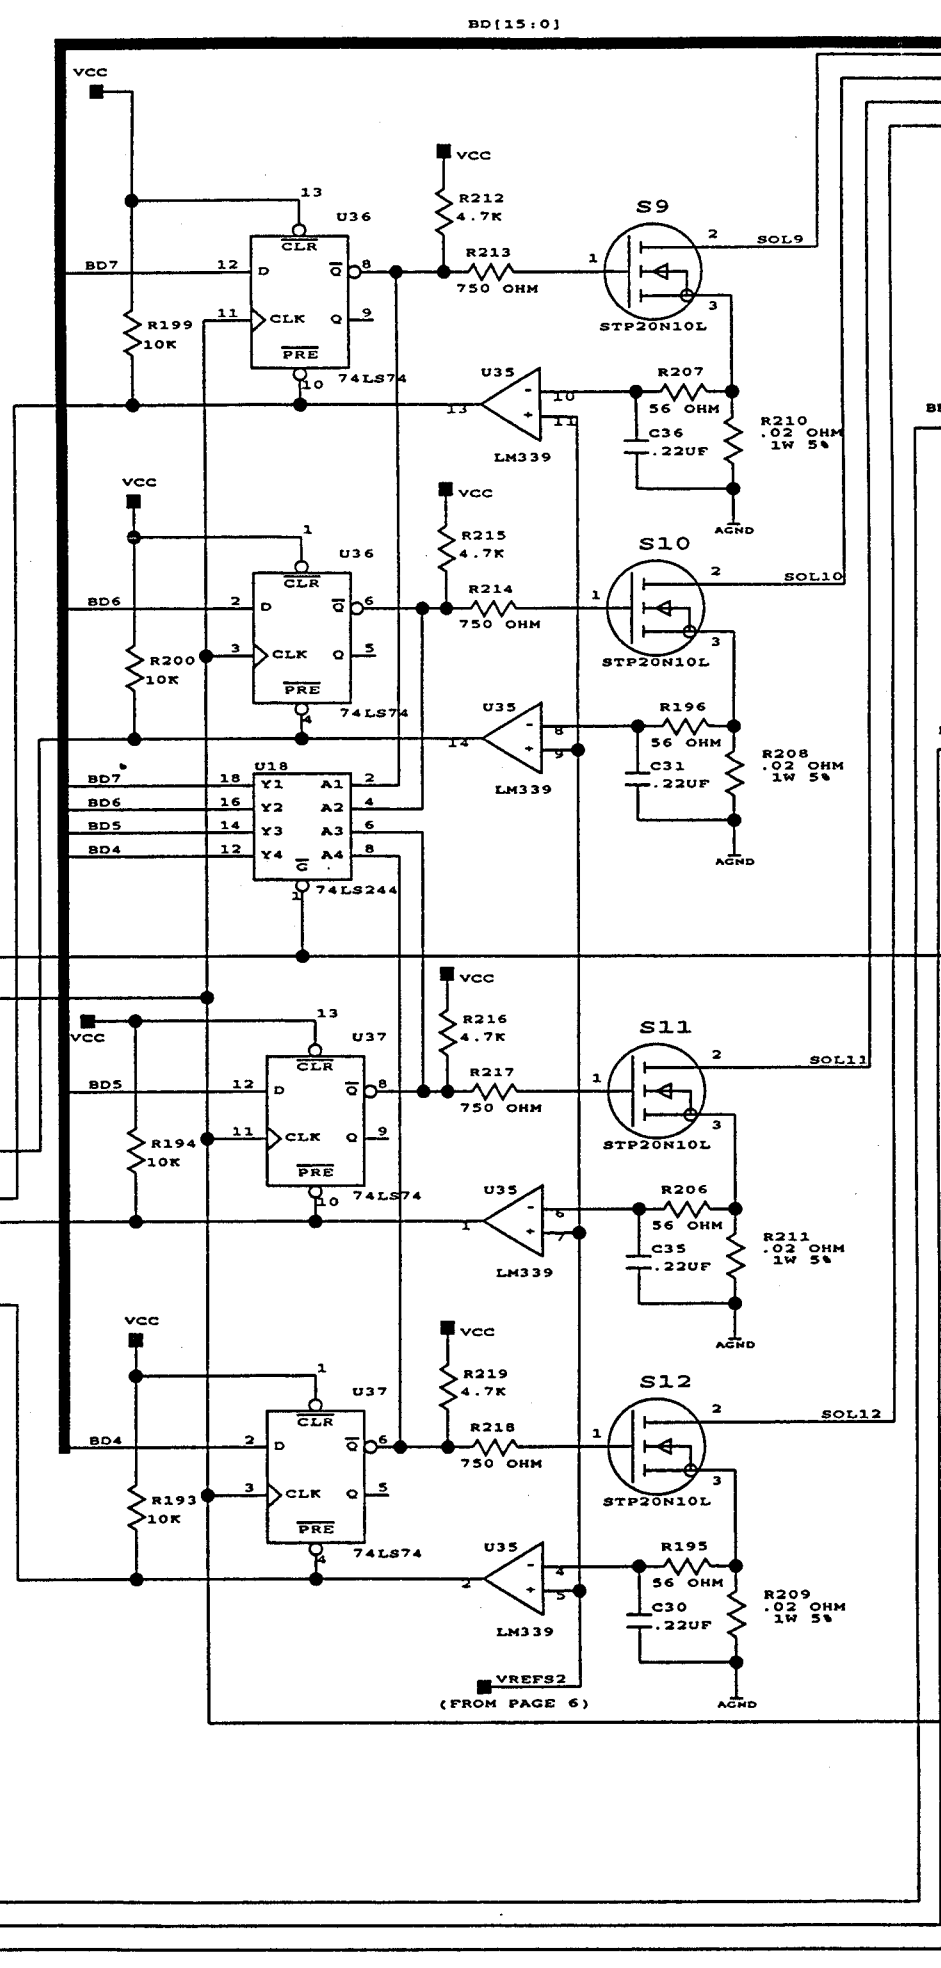 BD[15:0]
VCC
VCC
13
R212
4.7K
U36
S9
CLR
R213
2
SOL9
BD7
12
D
Q
8
750 OHM
1
3
R199
10K
11
CLK
Q
9
STP20N10L
PRE
10
74LS74
U35
13
-
10
+
11
LM339
R207
56 OHM
C36
.22UF
R210
.02 OHM
1W 5%
AGND
VCC
VCC
1
R215
4.7K
U36
S10
CLR
R214
2
SOL10
BD6
2
D
Q
6
750 OHM
1
3
R200
10K
3
CLK
Q
5
STP20N10L
PRE
4
74LS74
U35
14
-
8
+
9
LM339
R196
56 OHM
C31
.22UF
R208
.02 OHM
1W 5%
AGND
U18
BD7
18
Y1
A1
2
BD6
16
Y2
A2
4
BD5
14
Y3
A3
6
BD4
12
Y4
A4
8
G
1
74LS244
VCC
VCC
13
R216
4.7K
U37
S11
CLR
R217
2
SOL11
BD5
12
D
Q
8
750 OHM
1
3
R194
10K
11
CLK
Q
9
STP20N10L
PRE
10
74LS74
U35
1
-
6
+
7
LM339
R206
56 OHM
C35
.22UF
R211
.02 OHM
1W 5%
AGND
VCC
VCC
1
R219
4.7K
U37
S12
CLR
R218
2
SOL12
BD4
2
D
Q
6
750 OHM
1
3
R193
10K
3
CLK
Q
5
STP20N10L
PRE
4
74LS74
U35
2
-
4
+
5
LM339
R195
56 OHM
C30
.22UF
R209
.02 OHM
1W 5%
AGND
VREFS2
(FROM PAGE 6)